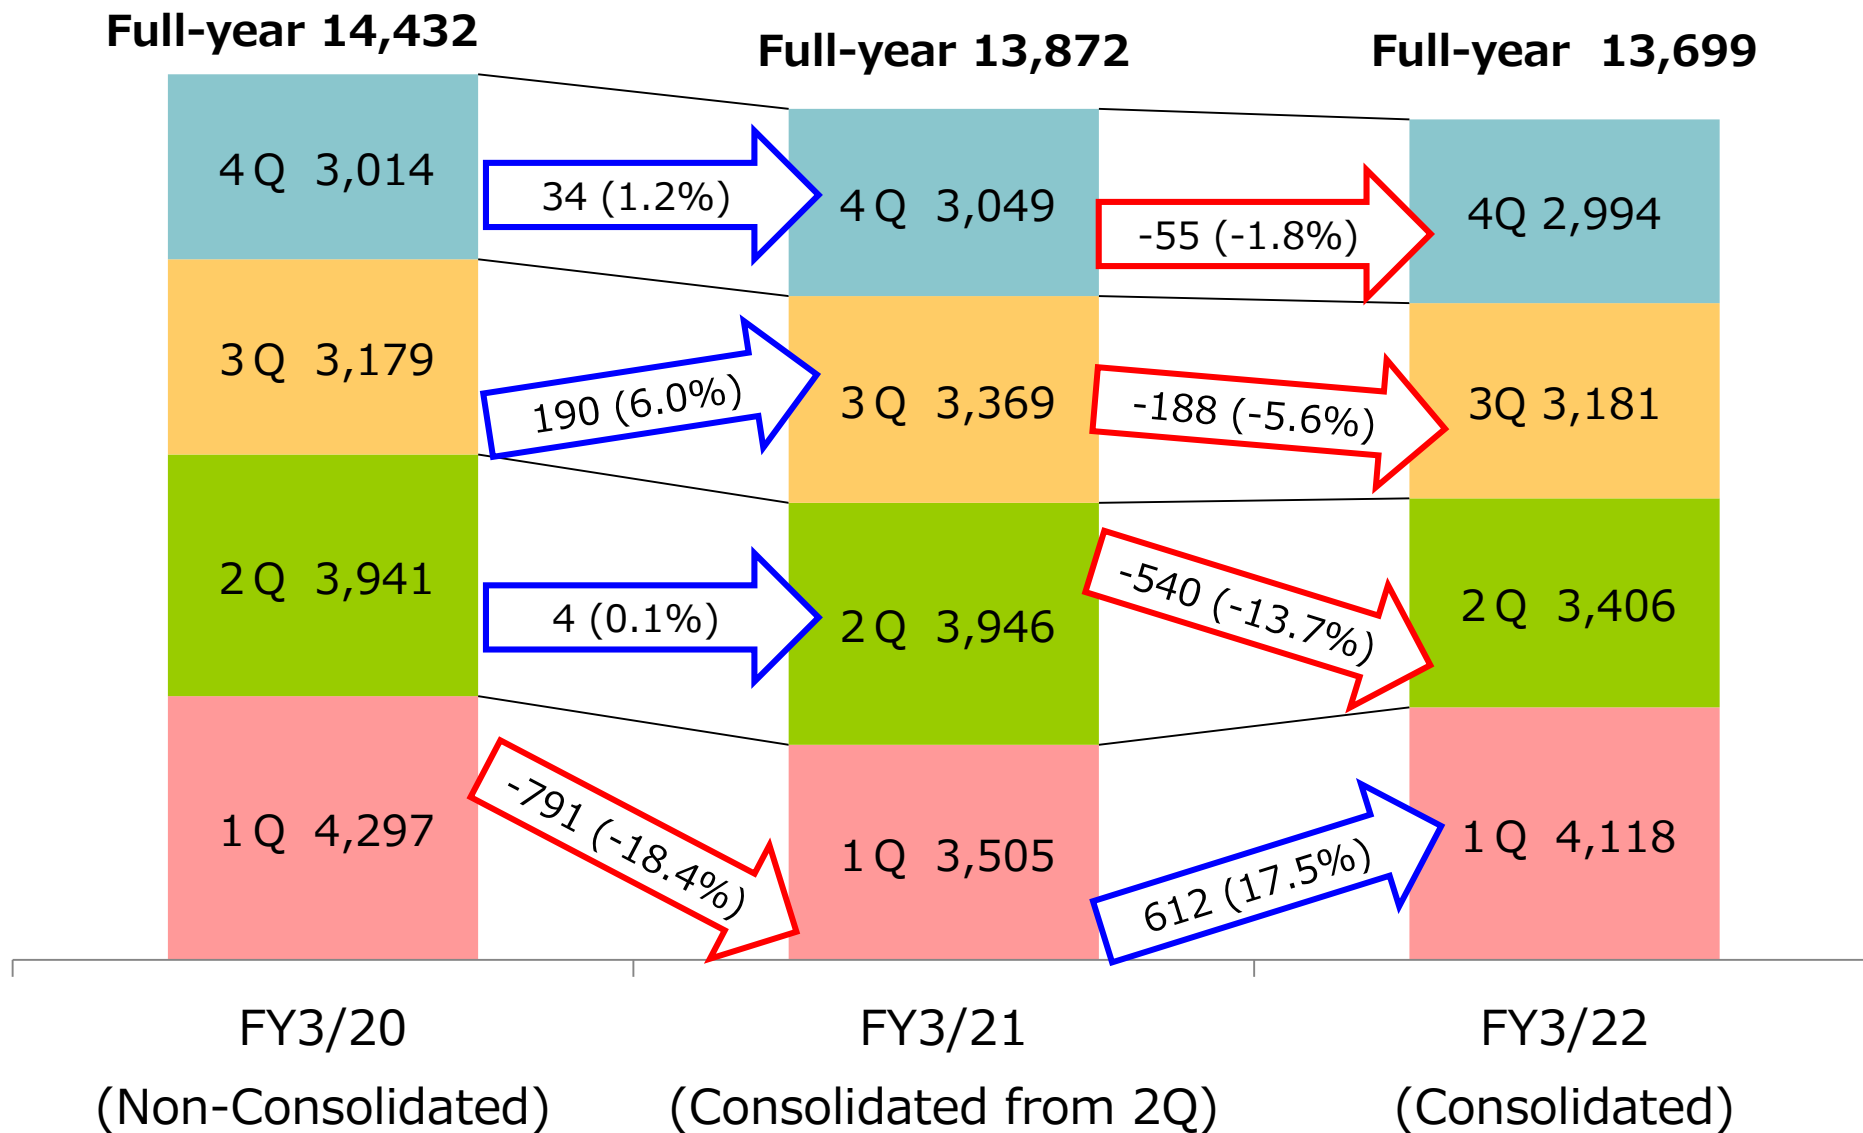 Full-year 14,432
Full-year 13,872
Full-year 13,699
4Q 3,014
34 (1.2%)
4Q 3,049
-55 (-1.8%)
4Q 2,994
3Q 3,179
190 (6.0%)
3Q 3,369
-188 (-5.6%)
3Q 3,181
2Q 3,941
4 (0.1%)
2Q 3,946
-540 (-13.7%)
2Q 3,406
1Q 4,297
-791 (-18.4%)
1Q 3,505
612 (17.5%)
1Q 4,118
FY3/20
(Non-Consolidated)
FY3/21
(Consolidated from 2Q)
FY3/22
(Consolidated)